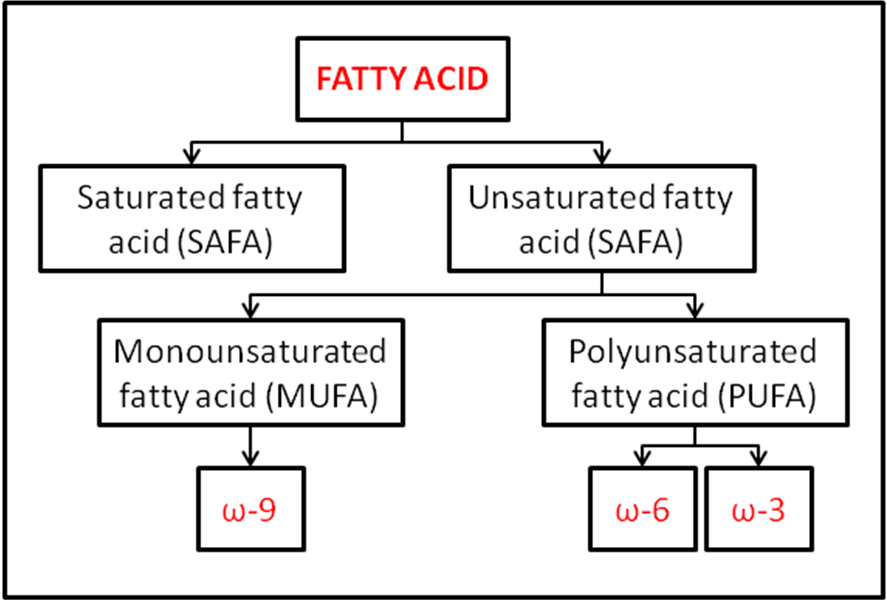 FATTY ACID
Saturated fatty
acid (SAFA)
Unsaturated fatty
acid (SAFA)
Monounsaturated
fatty acid (MUFA)
Polyunsaturated
fatty acid (PUFA)
ω-9
ω-6
ω-3